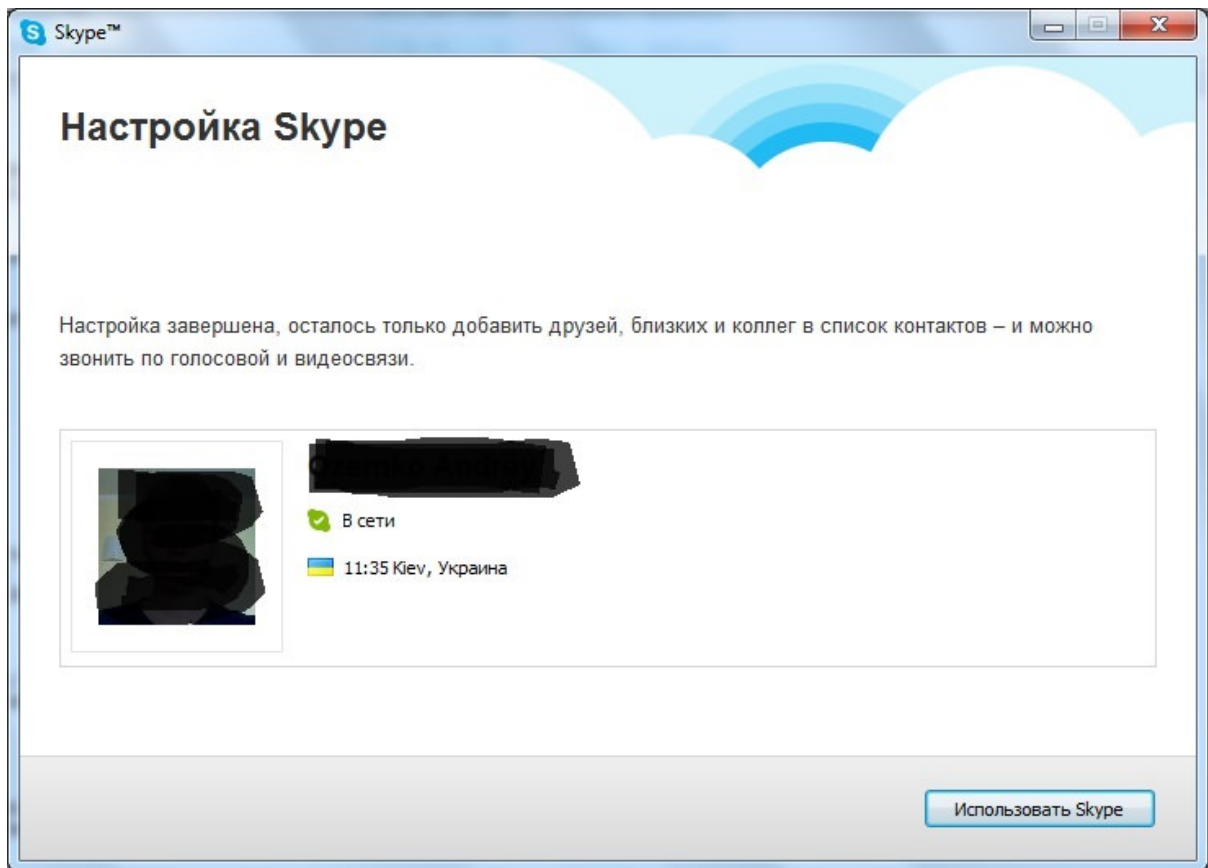 Skype™
Настройка Skype
Настройка завершена, осталось только добавить друзей, близких и коллег в список контактов – и можно
звонить по голосовой и видеосвязи.
В сети
11:35 Kiev, Украина
Использовать Skype